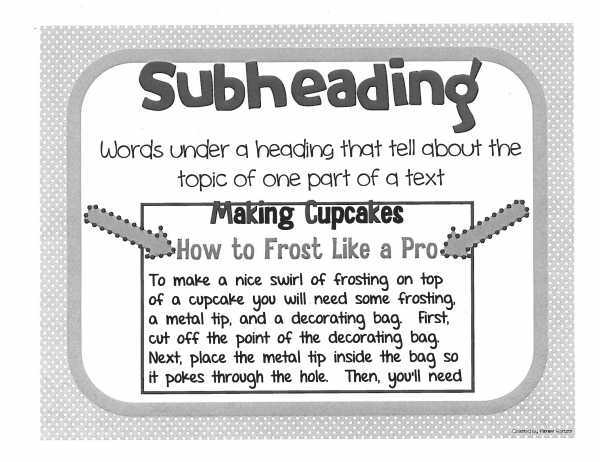 Subheading
Words under a heading that tell about the
topic of one part of a text
Making Cupcakes
How to Frost Like a Pro
To make a nice swirl of frosting on top
of a cupcake you will need some frosting,
a metal tip, and a decorating bag. First,
cut off the point of the decorating bag.
Next, place the metal tip inside the bag so
it pokes through the hole. Then, you'll need
Created by